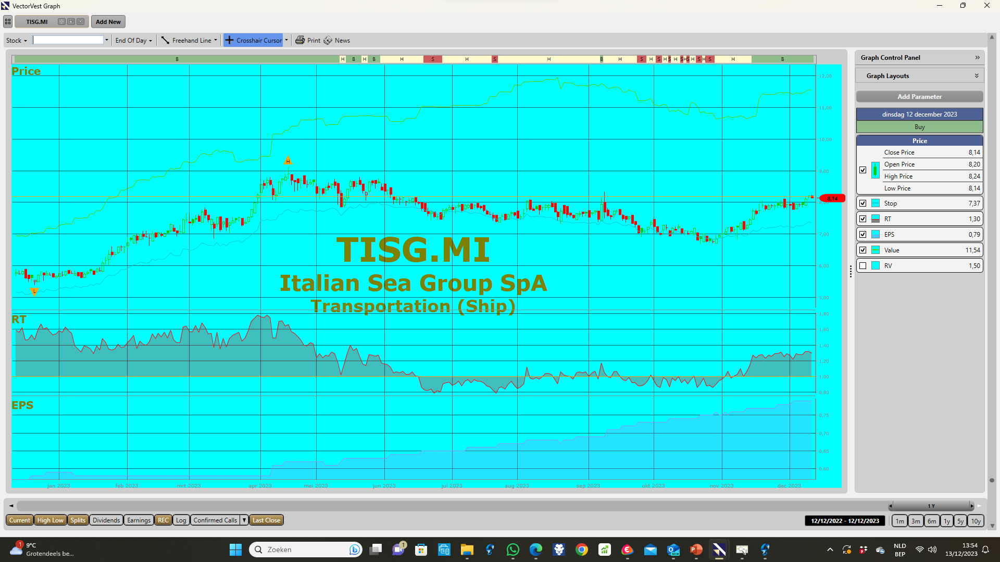 VectorVest Graph
TISG.MI
Add New
Stock
End Of Day
Freehand Line
Crosshair Cursor
Print
News
B H B H B H S H S H B H S H S H S H S H S H S H S H B
Price
12,00
11,00
10,00
9,00
8,00
7,00
6,00
5,00
8,14
H
L
TISG.MI
Italian Sea Group SpA
Transportation (Ship)
RT
1,80
1,60
1,40
1,20
1,00
0,80
EPS
0,75
0,70
0,65
0,60
jan 2023 feb 2023 mrt 2023 apr 2023 mei 2023 jun 2023 jul 2023 aug 2023 sep 2023 okt 2023 nov 2023 dec 2023
Graph Control Panel
Graph Layouts
Add Parameter
dinsdag 12 december 2023
Buy
Price
Close Price 8,14
Open Price 8,20
High Price 8,24
Low Price 8,14
Stop 7,37
RT 1,30
EPS 0,79
Value 11,54
RV 1,50
1 Y
Current High Low Splits Dividends Earnings REC Log Confirmed Calls Last Close
12/12/2022 - 12/12/2023
1m 3m 6m 1y 5y 10y
1
9°C
Grotendeels be...
Zoeken
1
NEW
NLD
BEP
13:54
13/12/2023